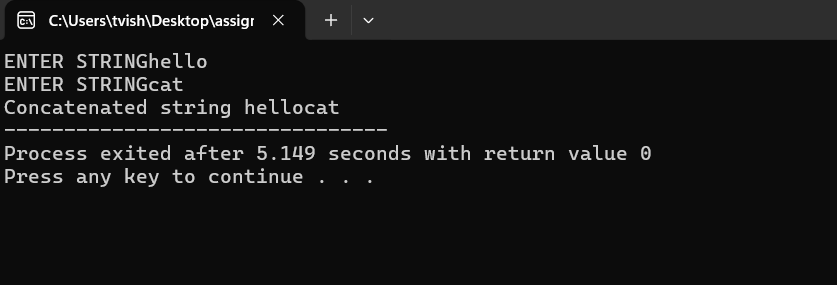 C:\Users\tvish\Desktop\assigr
ENTER STRINGhello
ENTER STRINGcat
Concatenated string hellocat
--------------------------------
Process exited after 5.149 seconds with return value 0
Press any key to continue . . .